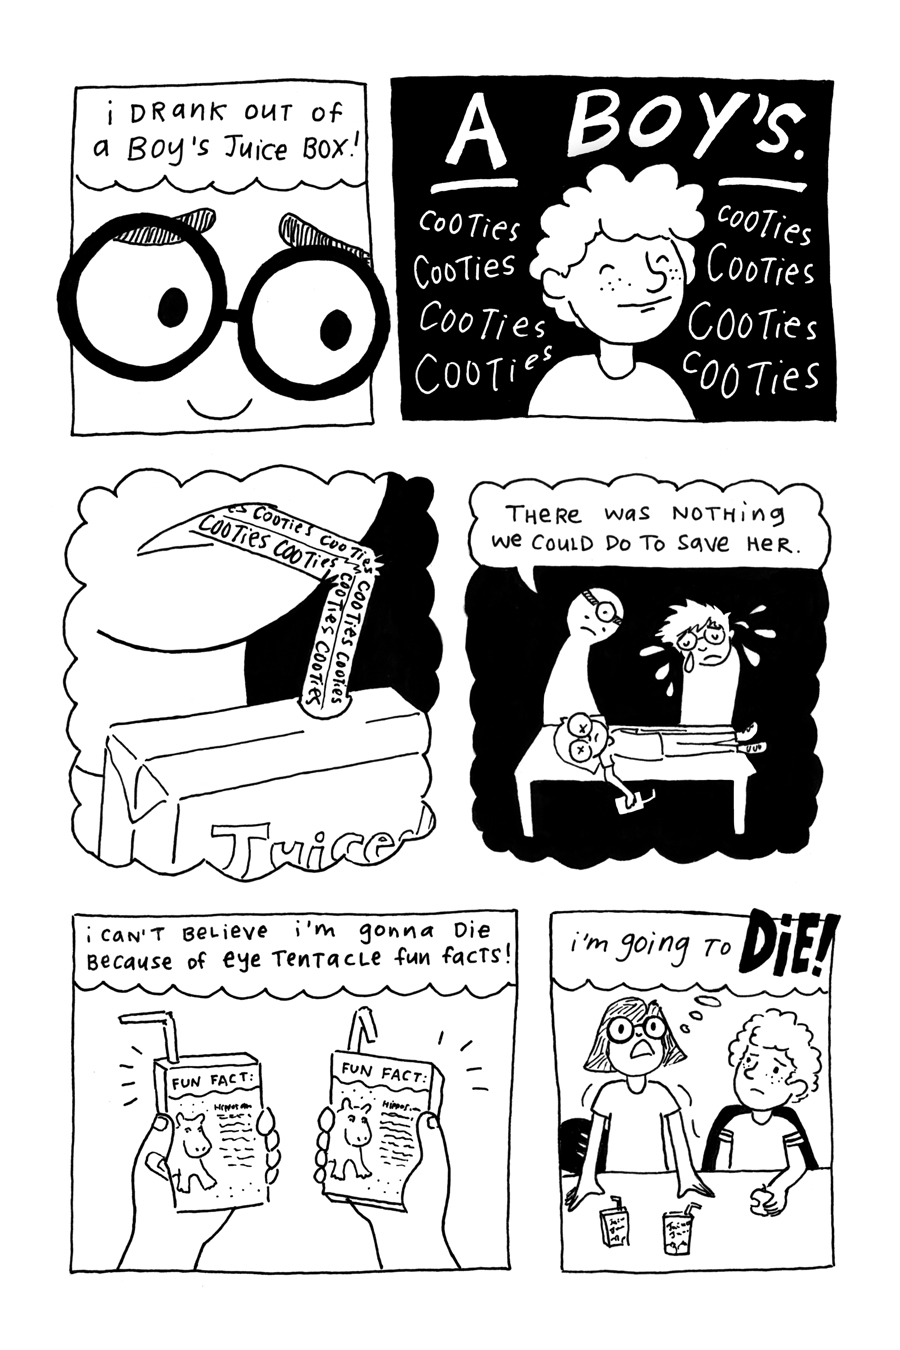 i DRANK OUT OF
a BOY'S JUICE BOX!
A BOY'S.
COOTIES
COOTIES
COOTIES
COOTIES
COOTIES
COOTIES
COOTIES
COOTIES
ES COOTIES COOTIES
COOTIES COOTIES
COOTIES COOTIES
COOTIES COOTIES
Juice
THERE WAS NOTHING
WE COULD DO TO SAVE HER.
i CAN'T BELIEVE i'm gonna DIE
BECAUSE OF EYE TENTACLE fun facts!
FUN FACT:
FUN FACT:
i'm going TO DiE!